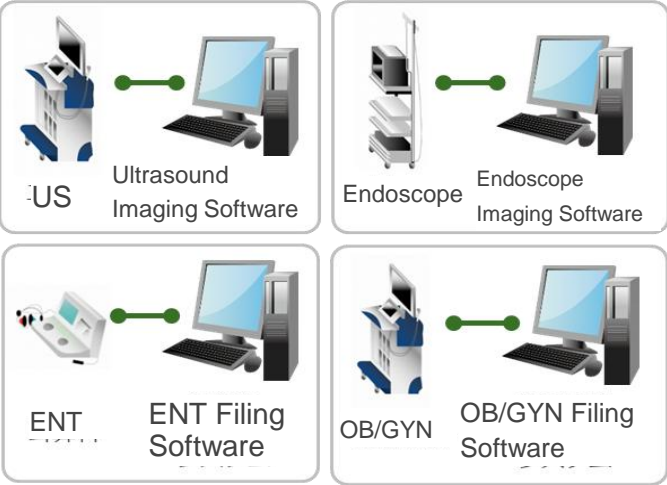 US
Ultrasound
Imaging Software
Endoscope
Endoscope
Imaging Software
ENT
ENT Filing
Software
OB/GYN
OB/GYN Filing
Software